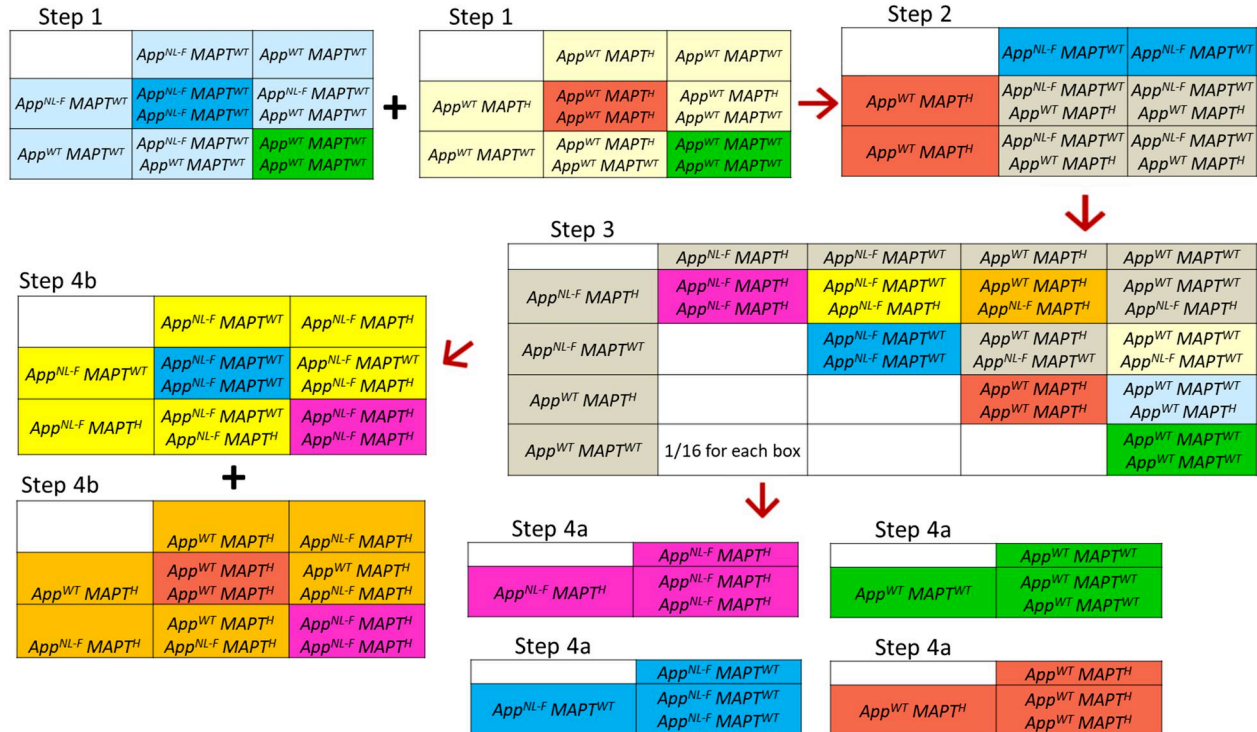 Step 1
App^NL-F MAPT^WT App^WT MAPT^WT
App^NL-F MAPT^WT App^NL-F MAPT^WT App^NL-F MAPT^WT
App^NL-F MAPT^WT App^WT MAPT^WT
App^WT MAPT^WT App^NL-F MAPT^WT App^WT MAPT^WT
App^WT MAPT^WT App^WT MAPT^WT
+
Step 1
App^WT MAPT^H App^WT MAPT^WT
App^WT MAPT^H App^WT MAPT^H App^WT MAPT^H
App^WT MAPT^H App^WT MAPT^WT
App^WT MAPT^WT App^WT MAPT^H App^WT MAPT^WT
App^WT MAPT^WT App^WT MAPT^WT
Step 2
App^NL-F MAPT^WT App^NL-F MAPT^WT
App^WT MAPT^H App^NL-F MAPT^WT App^NL-F MAPT^WT
App^WT MAPT^H App^WT MAPT^H
App^WT MAPT^H App^NL-F MAPT^WT App^NL-F MAPT^WT
App^WT MAPT^H App^WT MAPT^H
Step 3
App^NL-F MAPT^H App^NL-F MAPT^WT App^WT MAPT^H App^WT MAPT^WT
App^NL-F MAPT^H App^NL-F MAPT^H App^NL-F MAPT^WT App^WT MAPT^H App^WT MAPT^WT
App^NL-F MAPT^H App^NL-F MAPT^H App^NL-F MAPT^H App^NL-F MAPT^H
App^NL-F MAPT^WT App^NL-F MAPT^WT App^WT MAPT^H App^WT MAPT^WT
App^NL-F MAPT^WT App^NL-F MAPT^WT App^NL-F MAPT^WT
App^WT MAPT^H App^WT MAPT^H App^WT MAPT^WT
App^WT MAPT^H App^WT MAPT^H
App^WT MAPT^WT 1/16 for each box App^WT MAPT^WT
App^WT MAPT^WT
Step 4b
App^NL-F MAPT^WT App^NL-F MAPT^H
App^NL-F MAPT^WT App^NL-F MAPT^WT App^NL-F MAPT^WT
App^NL-F MAPT^WT App^NL-F MAPT^H
App^NL-F MAPT^H App^NL-F MAPT^WT App^NL-F MAPT^H
App^NL-F MAPT^H App^NL-F MAPT^H
+
Step 4b
App^WT MAPT^H App^NL-F MAPT^H
App^WT MAPT^H App^WT MAPT^H App^WT MAPT^H
App^WT MAPT^H App^NL-F MAPT^H
App^NL-F MAPT^H App^WT MAPT^H App^NL-F MAPT^H
App^NL-F MAPT^H App^NL-F MAPT^H
Step 4a
App^NL-F MAPT^H
App^NL-F MAPT^H App^NL-F MAPT^H
App^NL-F MAPT^H
Step 4a
App^WT MAPT^WT
App^WT MAPT^WT App^WT MAPT^WT
App^WT MAPT^WT
Step 4a
App^NL-F MAPT^WT
App^NL-F MAPT^WT App^NL-F MAPT^WT
App^NL-F MAPT^WT
Step 4a
App^WT MAPT^H
App^WT MAPT^H App^WT MAPT^H
App^WT MAPT^H